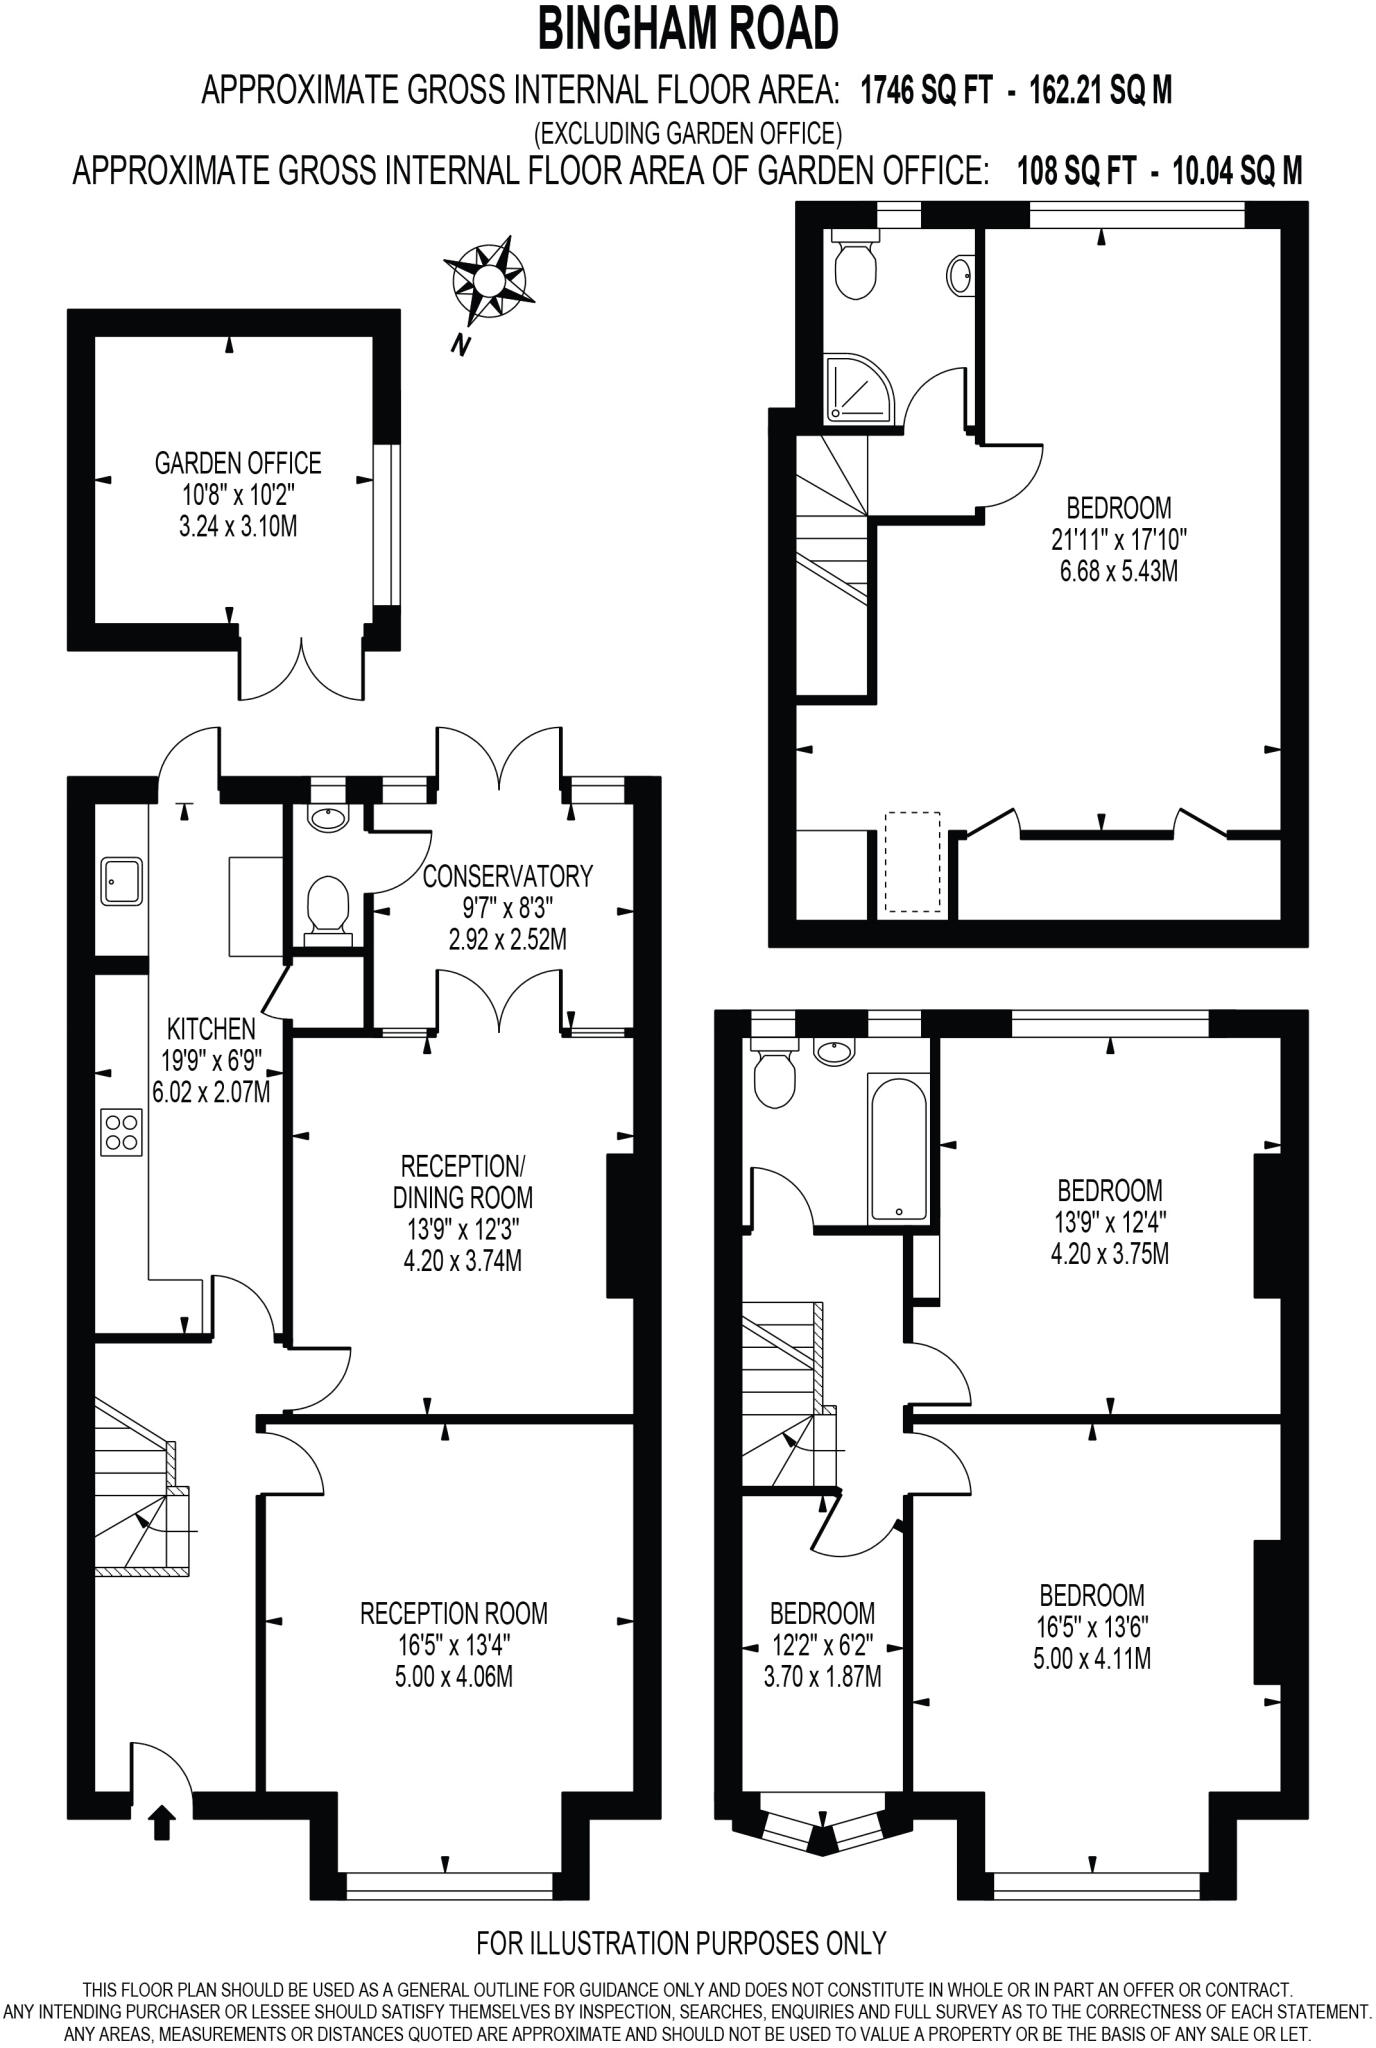 BINGHAM ROAD
APPROXIMATE GROSS INTERNAL FLOOR AREA: 1746 SQ FT - 162.21 SQ M
(EXCLUDING GARDEN OFFICE)
APPROXIMATE GROSS INTERNAL FLOOR AREA OF GARDEN OFFICE: 108 SQ FT - 10.04 SQ M
N
GARDEN OFFICE
10'8" x 10'2"
3.24 x 3.10M
BEDROOM
21'11" x 17'10"
6.68 x 5.43M
CONSERVATORY
9'7" x 8'3"
2.92 x 2.52M
KITCHEN
19'9" x 6'9"
6.02 x 2.07M
RECEPTION/
DINING ROOM
13'9" x 12'3"
4.20 x 3.74M
BEDROOM
13'9" x 12'4"
4.20 x 3.75M
RECEPTION ROOM
16'5" x 13'4"
5.00 x 4.06M
BEDROOM
12'2" x 6'2"
3.70 x 1.87M
BEDROOM
16'5" x 13'6"
5.00 x 4.11M
FOR ILLUSTRATION PURPOSES ONLY
THIS FLOOR PLAN SHOULD BE USED AS A GENERAL OUTLINE FOR GUIDANCE ONLY AND DOES NOT CONSTITUTE IN WHOLE OR IN PART AN OFFER OR CONTRACT.
ANY INTENDING PURCHASER OR LESSEE SHOULD SATISFY THEMSELVES BY INSPECTION, SEARCHES, ENQUIRIES AND FULL SURVEY AS TO THE CORRECTNESS OF EACH STATEMENT.
ANY AREAS, MEASUREMENTS OR DISTANCES QUOTED ARE APPROXIMATE AND SHOULD NOT BE USED TO VALUE A PROPERTY OR BE THE BASIS OF ANY SALE OR LET.